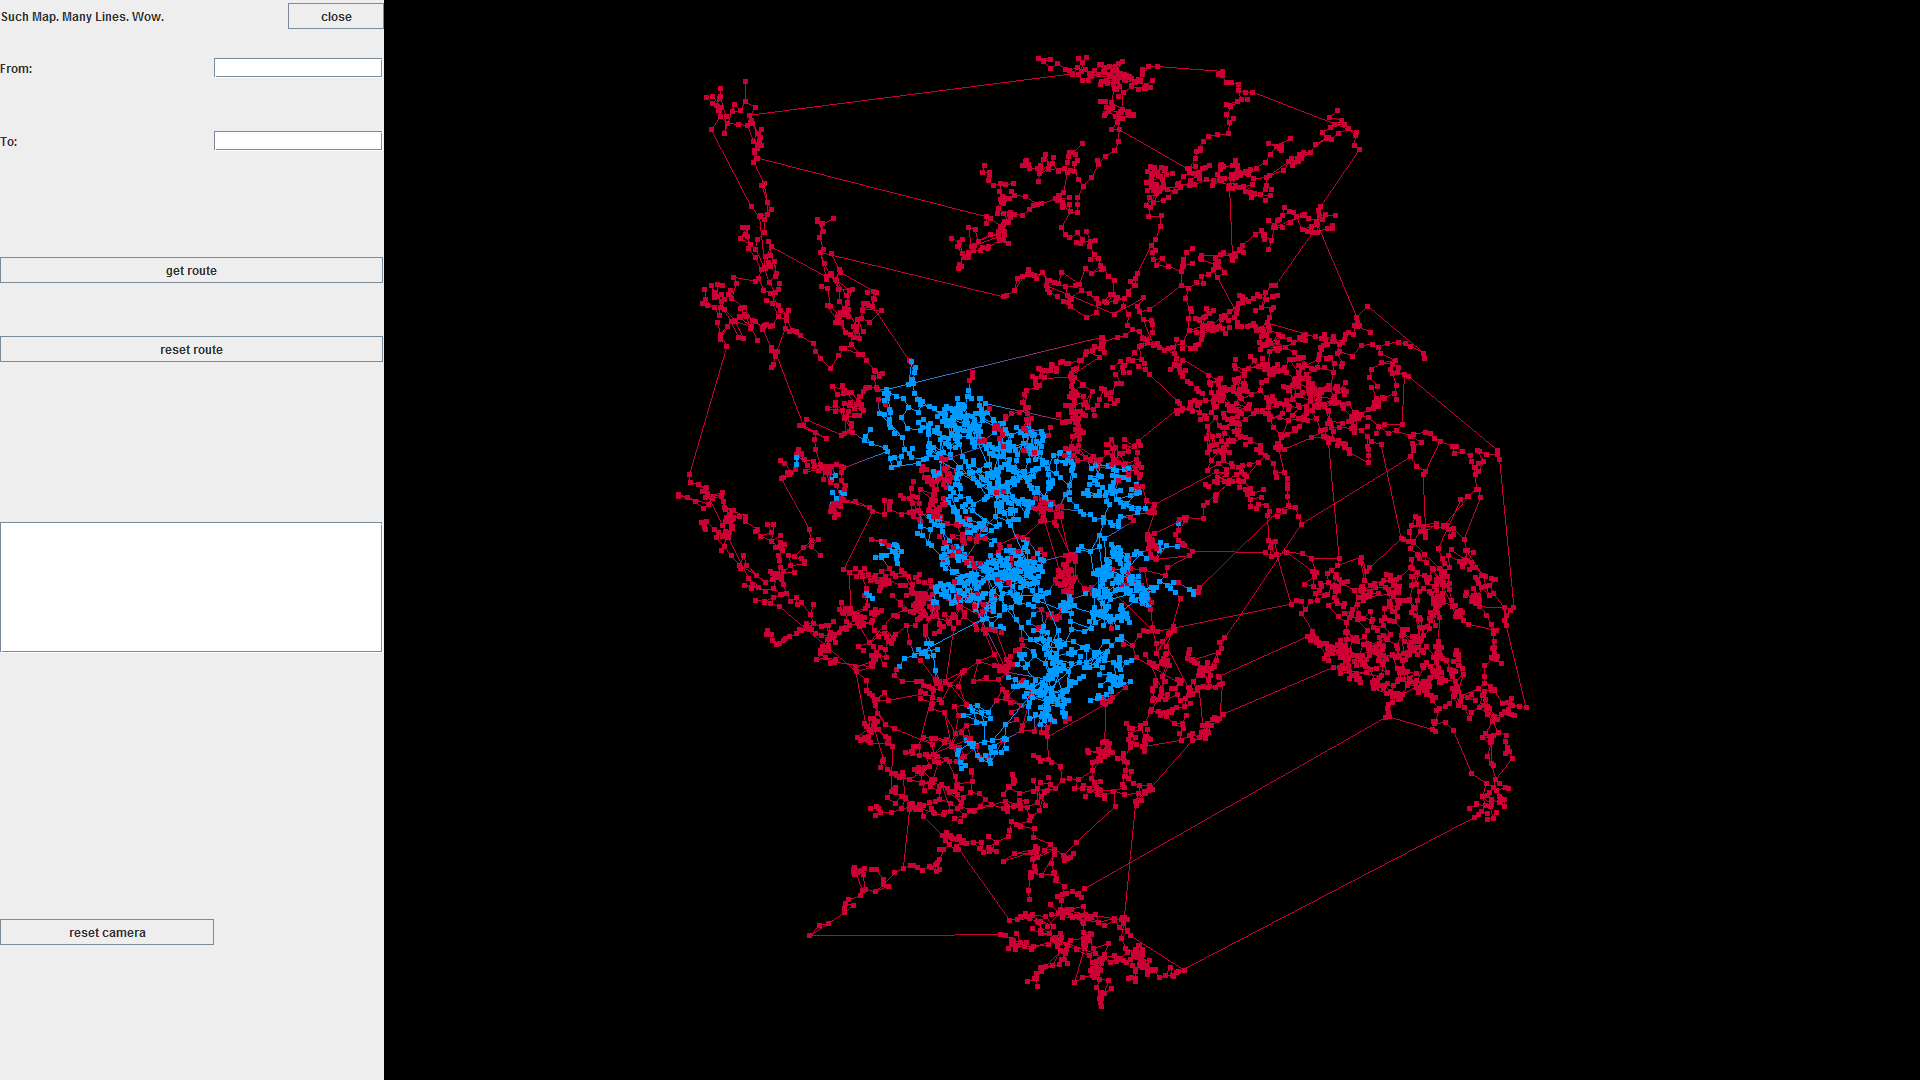 Such Map. Many Lines. Wow.
close
From:
To:
get route
reset route
reset camera